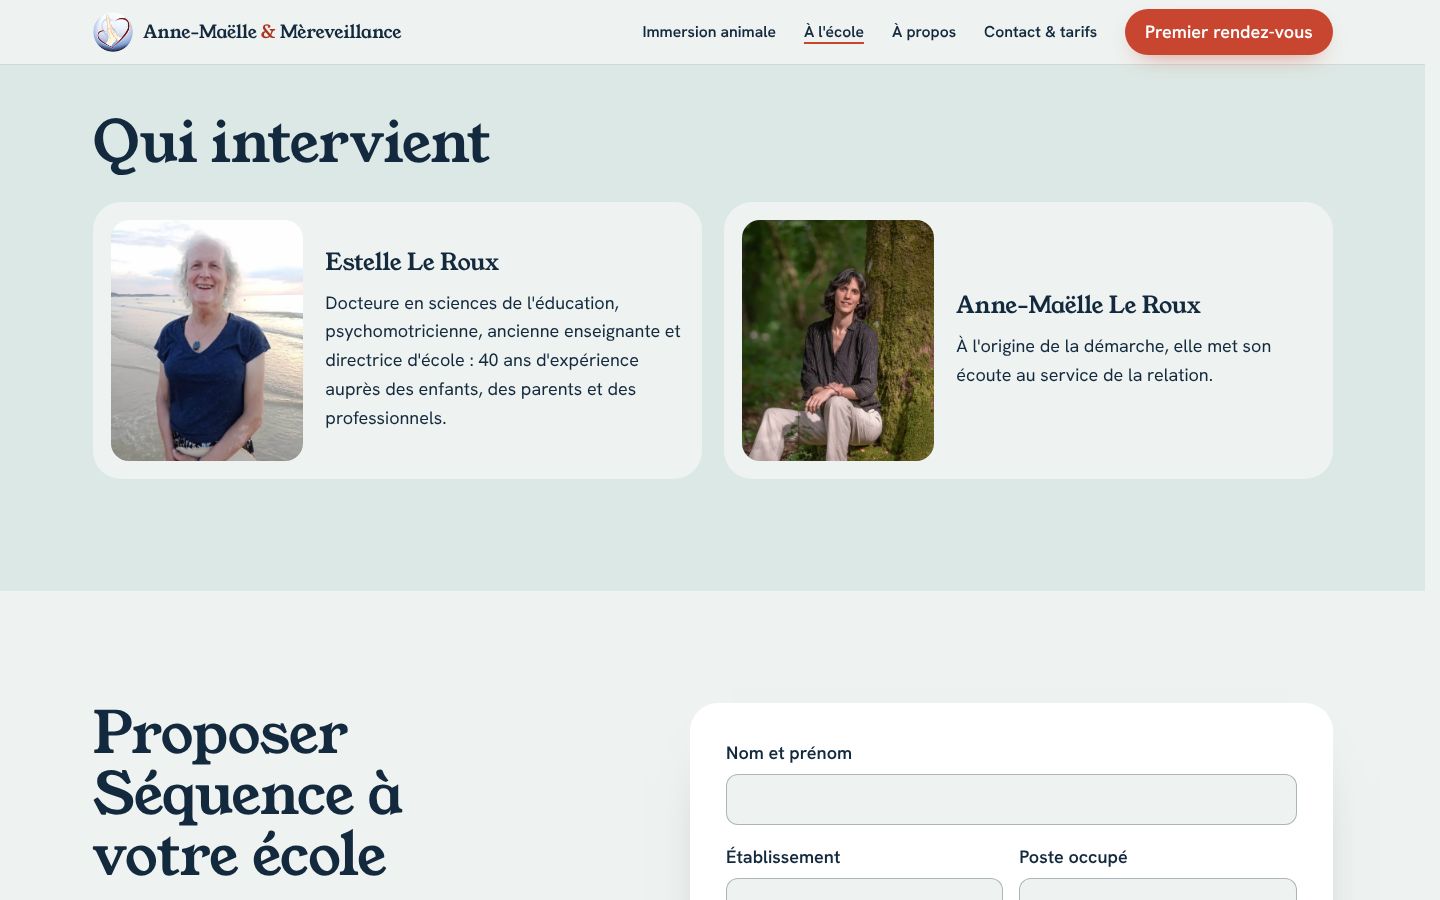 Anne-Maëlle & Mèreveillance
Immersion animale
À l'école
À propos
Contact & tarifs
Premier rendez-vous
Qui intervient
Estelle Le Roux
Docteure en sciences de l'éducation,
psychomotricienne, ancienne enseignante et
directrice d'école : 40 ans d'expérience
auprès des enfants, des parents et des
professionnels.
Anne-Maëlle Le Roux
À l'origine de la démarche, elle met son
écoute au service de la relation.
Proposer
Séquence à
votre école
Nom et prénom
Établissement
Poste occupé